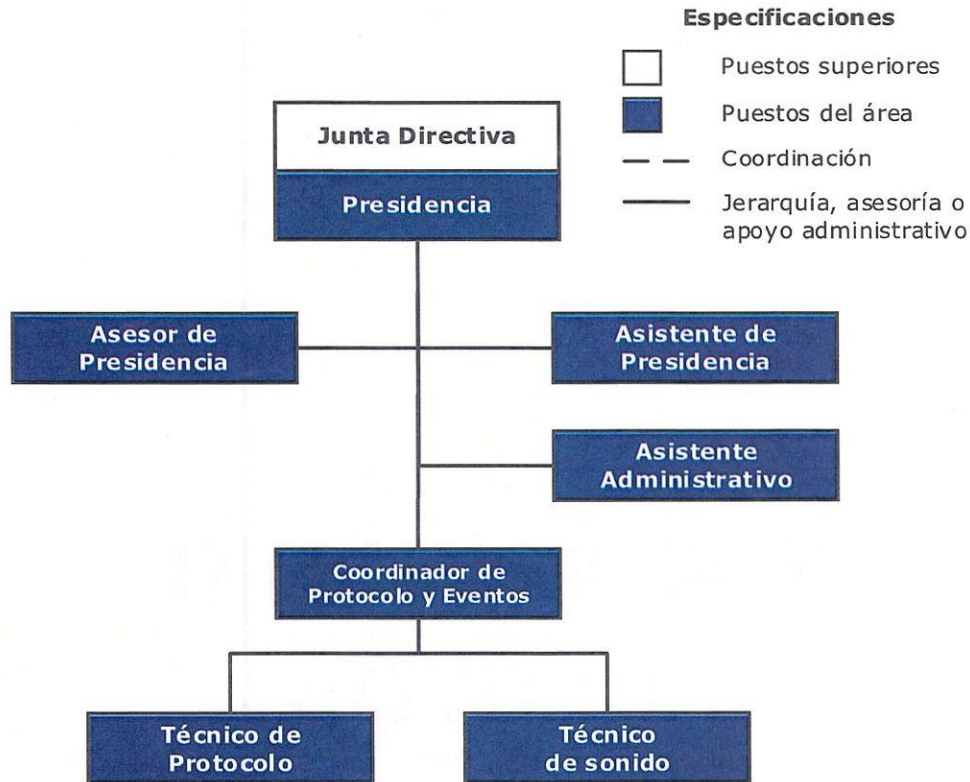 Especificaciones
Puestos superiores
Puestos del área
Coordinación
Jerarquía, asesoría o
apoyo administrativo
Junta Directiva
Presidencia
Asesor de
Presidencia
Asistente de
Presidencia
Asistente
Administrativo
Coordinador de
Protocolo y Eventos
Técnico de
Protocolo
Técnico
de sonido